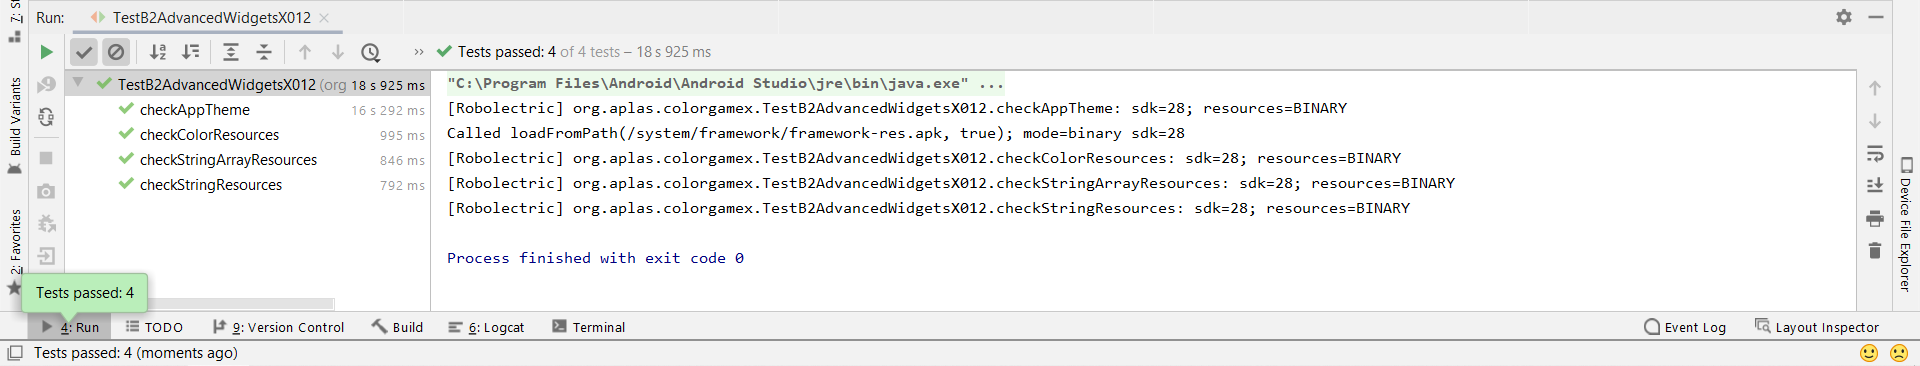 Run: TestB2AdvancedWidgetsX012
Tests passed: 4 of 4 tests – 18 s 925 ms
TestB2AdvancedWidgetsX012 (org 18 s 925 ms
checkAppTheme 16 s 292 ms
checkColorResources 995 ms
checkStringArrayResources 846 ms
checkStringResources 792 ms
"C:\Program Files\Android\Android Studio\jre\bin\java.exe" ...
[Robolectric] org.aplas.colorgamex.TestB2AdvancedWidgetsX012.checkAppTheme: sdk=28; resources=BINARY
Called loadFromPath(/system/framework/framework-res.apk, true); mode=binary sdk=28
[Robolectric] org.aplas.colorgamex.TestB2AdvancedWidgetsX012.checkColorResources: sdk=28; resources=BINARY
[Robolectric] org.aplas.colorgamex.TestB2AdvancedWidgetsX012.checkStringArrayResources: sdk=28; resources=BINARY
[Robolectric] org.aplas.colorgamex.TestB2AdvancedWidgetsX012.checkStringResources: sdk=28; resources=BINARY
Process finished with exit code 0
7: S
Build Variants
2: Favorites
Device File Explorer
Tests passed: 4
4: Run
TODO
9: Version Control
Build
6: Logcat
Terminal
Event Log
Layout Inspector
Tests passed: 4 (moments ago)